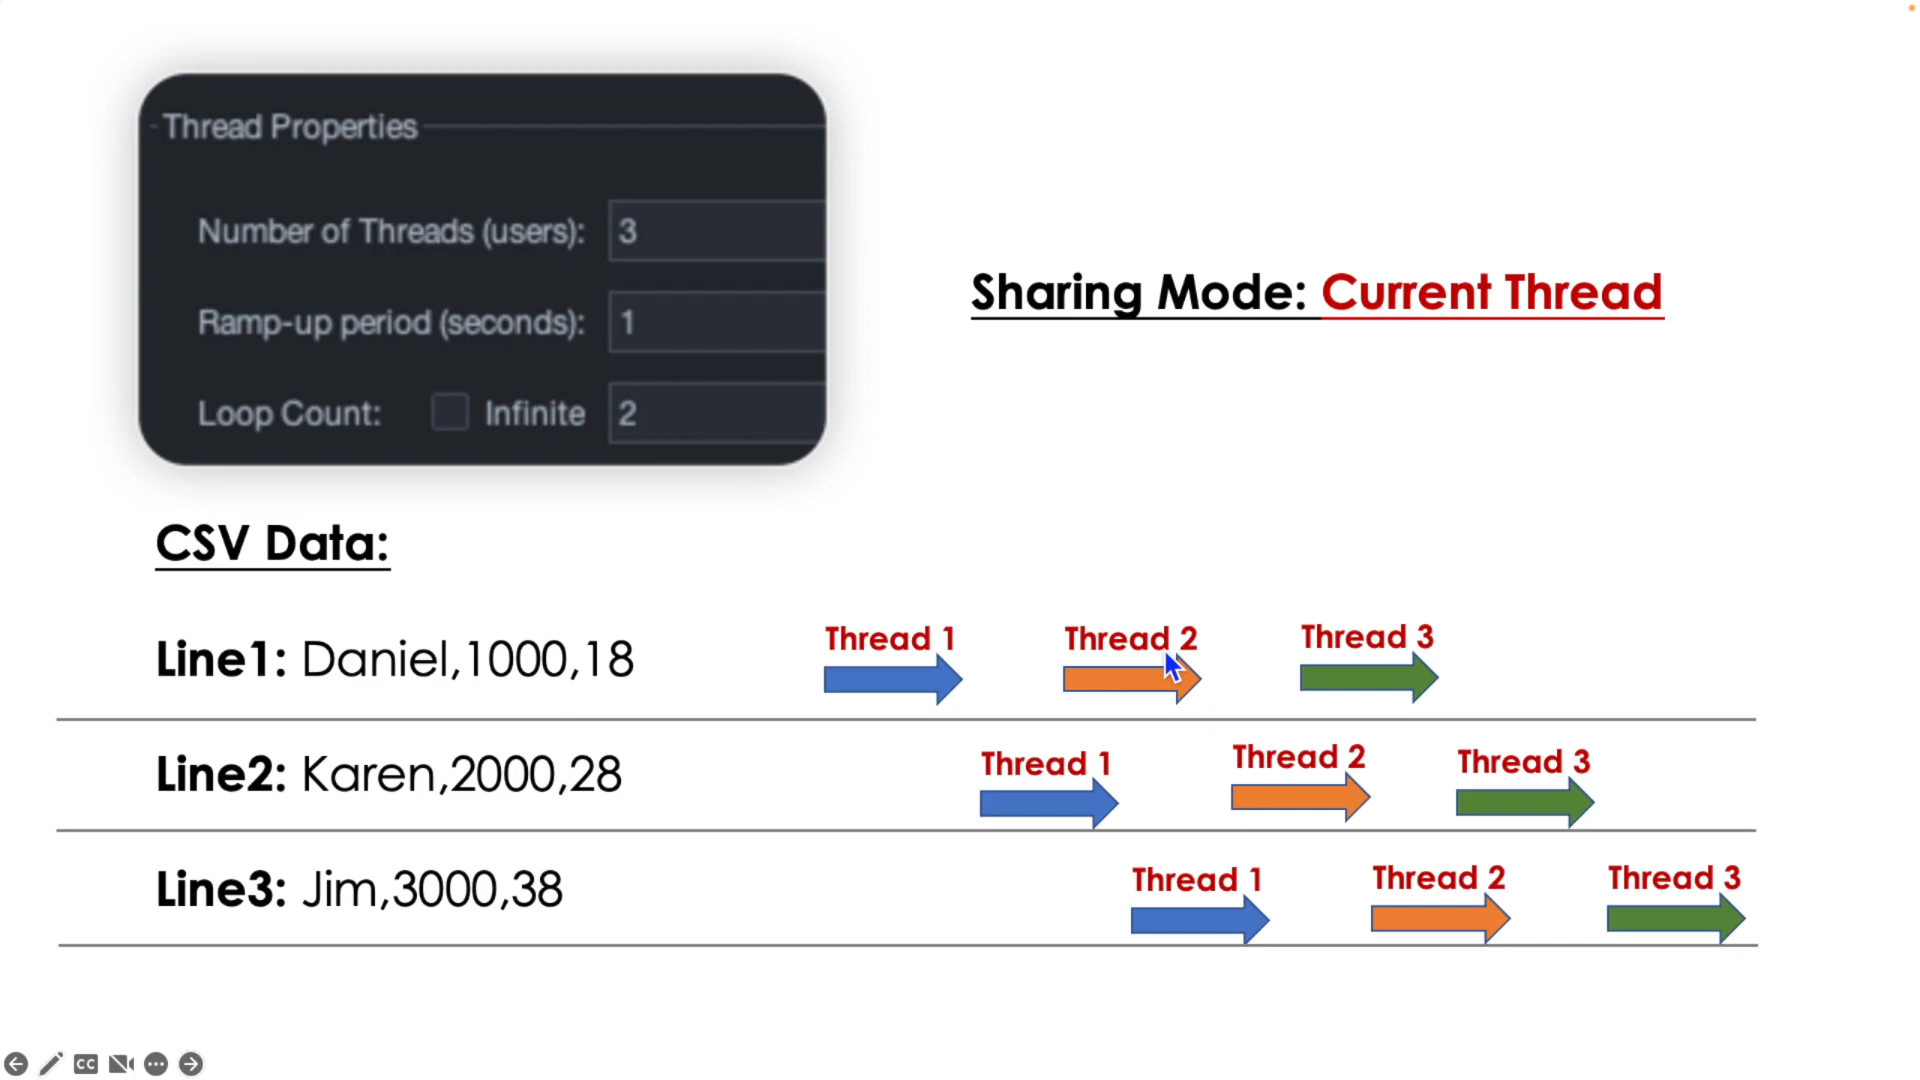 Thread Properties
Number of Threads (users): 3
Ramp-up period (seconds): 1
Loop Count: Infinite 2
Sharing Mode: Current Thread
CSV Data:
Line1: Daniel,1000,18
Thread 1 Thread 2 Thread 3
Line2: Karen,2000,28
Thread 1 Thread 2 Thread 3
Line3: Jim,3000,38
Thread 1 Thread 2 Thread 3
CC